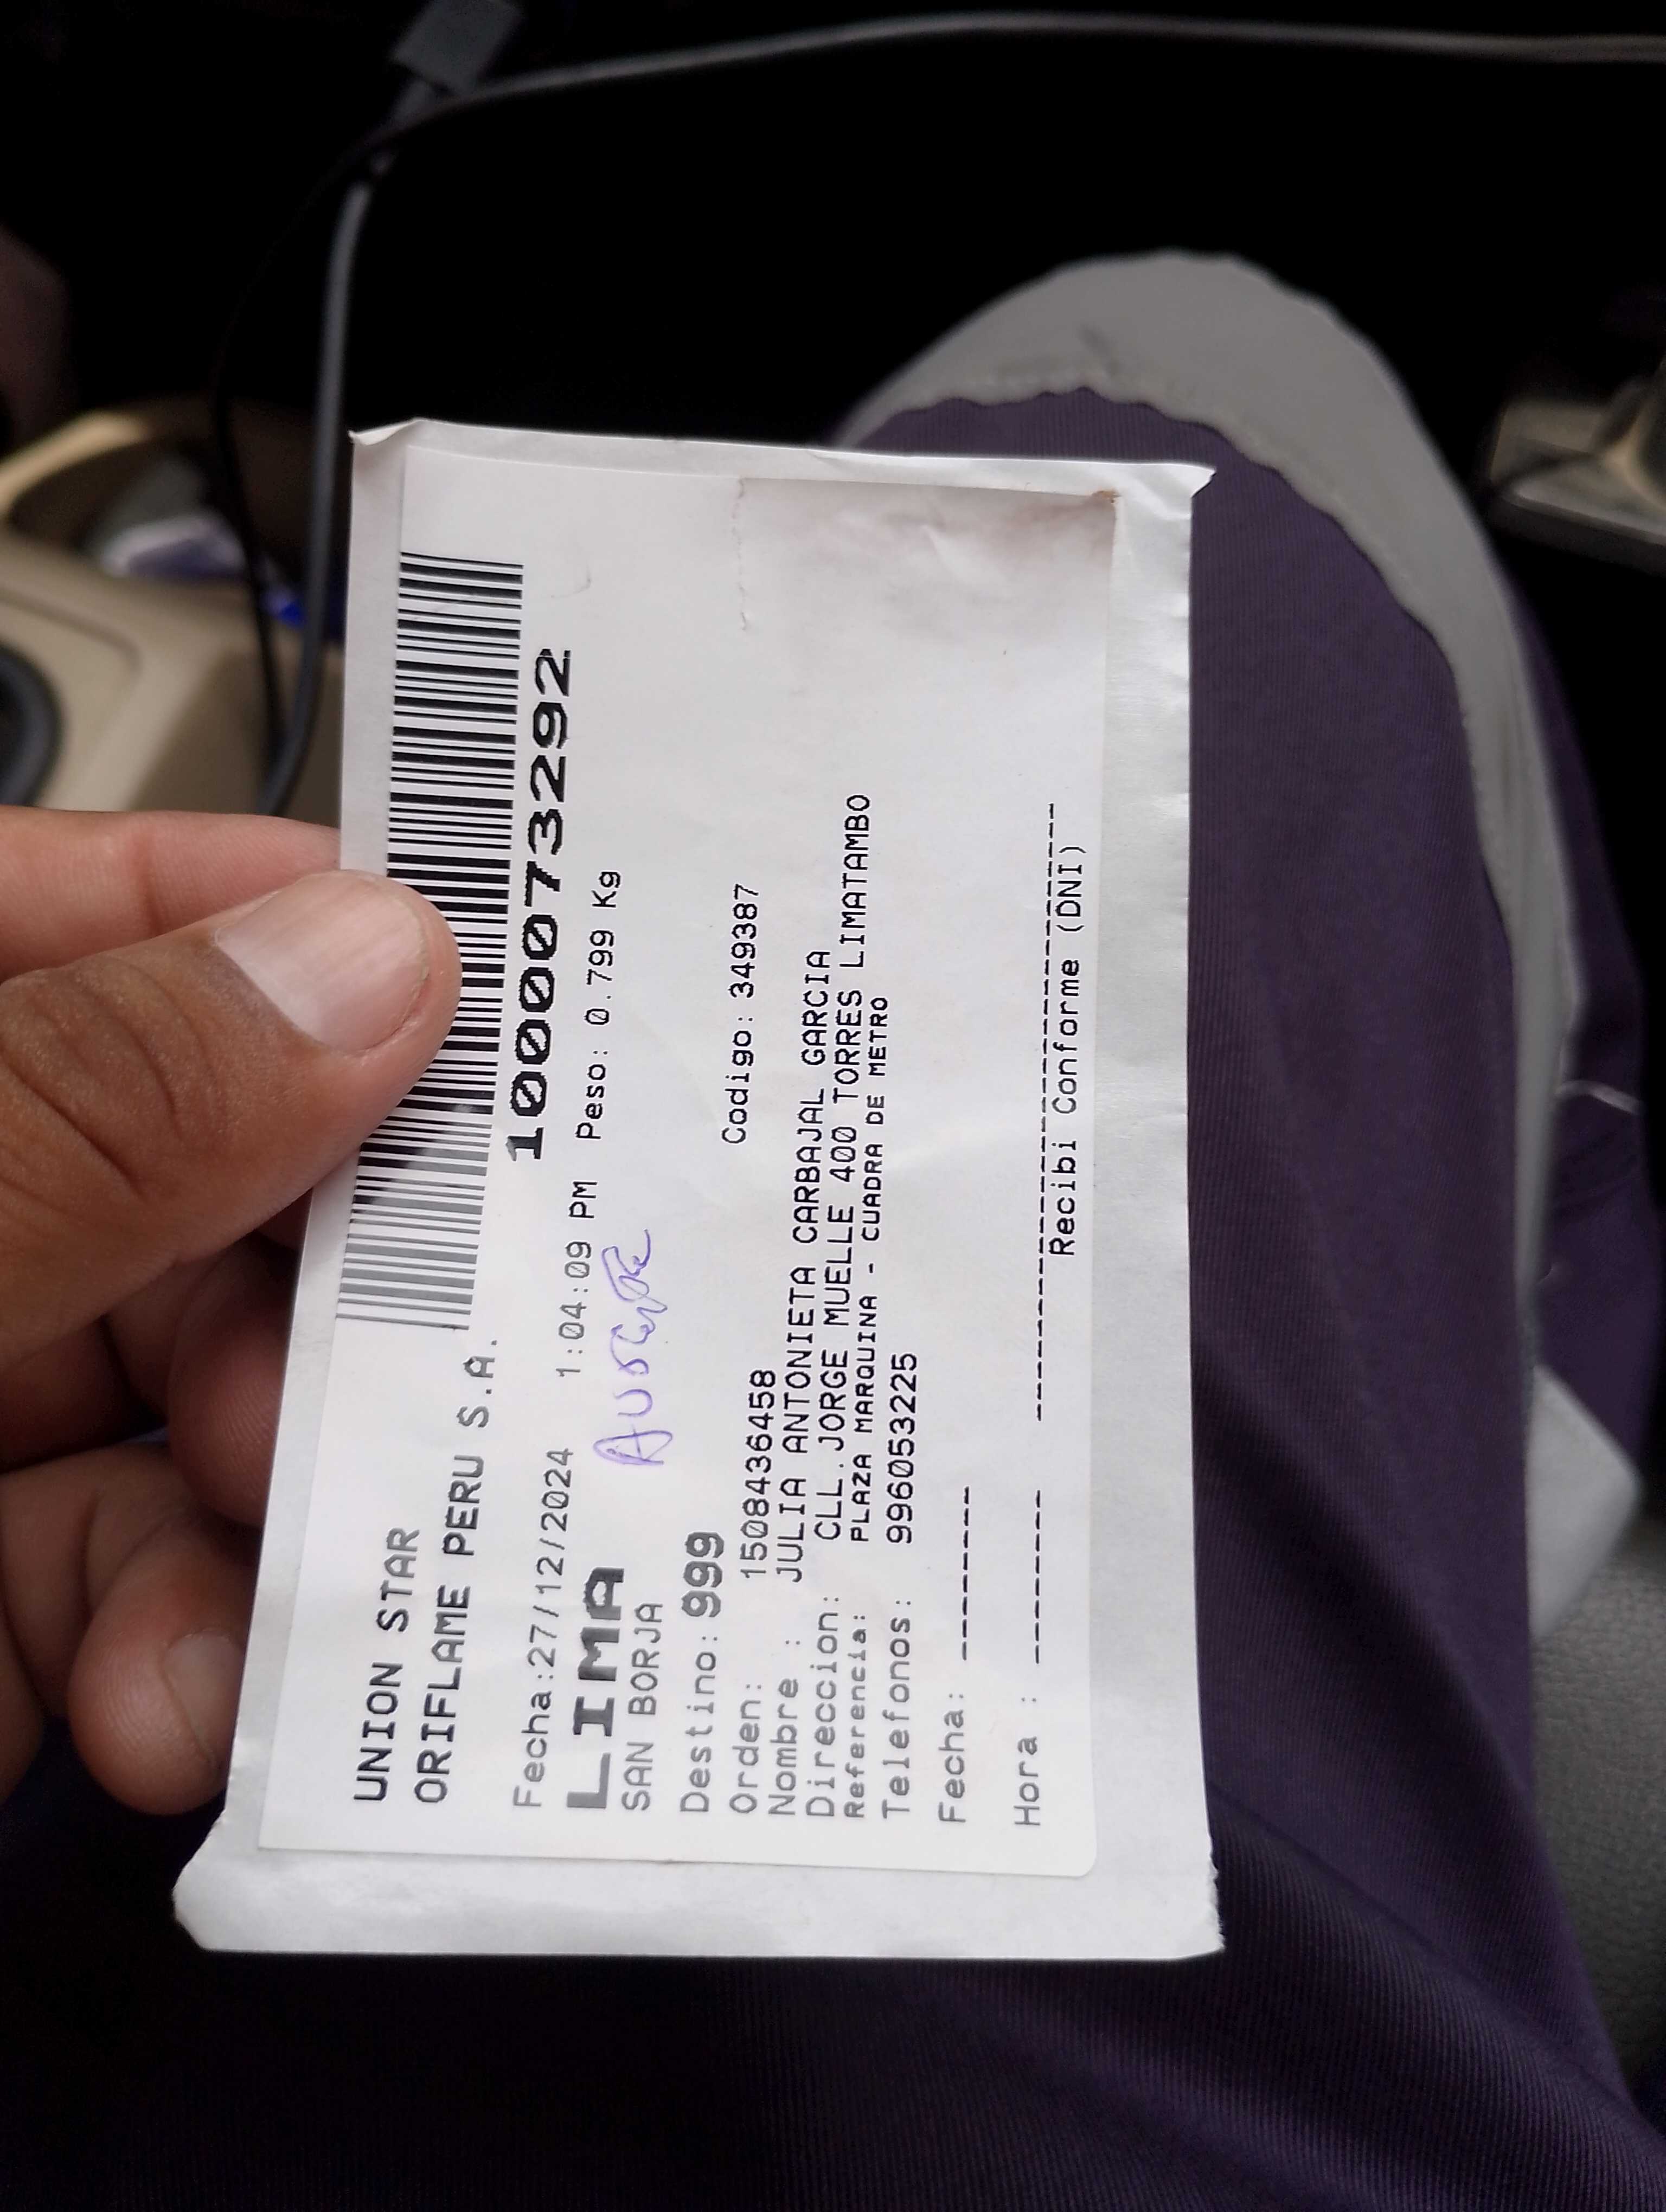 UNION STAR
ORIFLAME PERU S.A.
1000073292
Fecha:27/12/2024 1:04:09 PM Peso: 0.799 Kg
LIMA
SAN BORJA
Ausente
Destino: 999
Codigo: 349387
Orden: 1508436458
Nombre : JULIA ANTONIETA CARBAJAL GARCIA
Direccion: CLL.JORGE MUELLE 400 TORRES LIMATAMBO
Referencia: PLAZA MARQUINA - CUADRA DE METRO
Telefonos: 996053225
Fecha: --------
Hora : --------
Recibi Conforme (DNI)